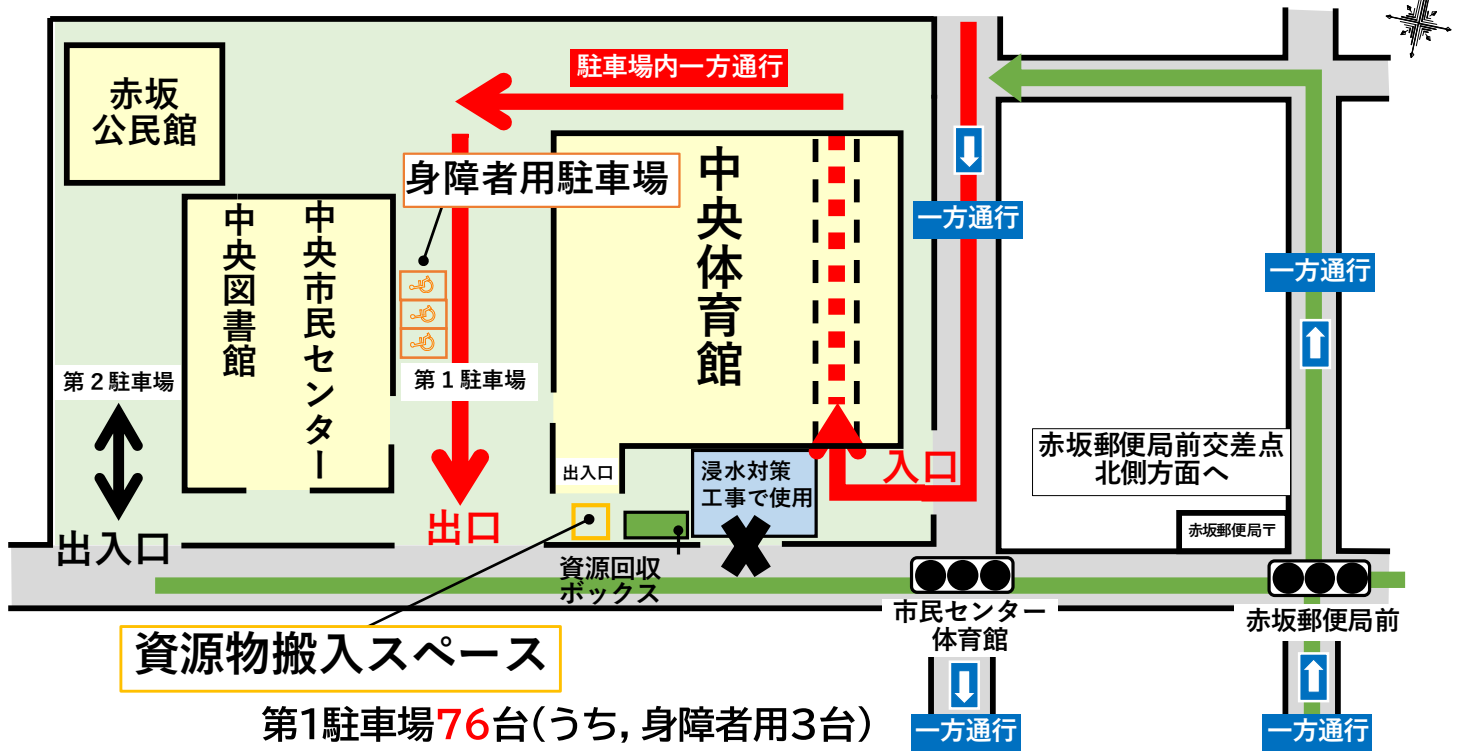 駐車場内一方通行
赤坂
公民館
身障者用駐車場
中央体育館
一方通行
一方通行
中央図書館
中央市民センター
第2駐車場
第1駐車場
赤坂郵便局前交差点
北側方面へ
出入口
浸水対策
工事で使用
入口
出口
出入口
赤坂郵便局〒
資源回収
ボックス
市民センター
体育館
赤坂郵便局前
資源物搬入スペース
第1駐車場76台(うち, 身障者用3台)
一方通行
一方通行